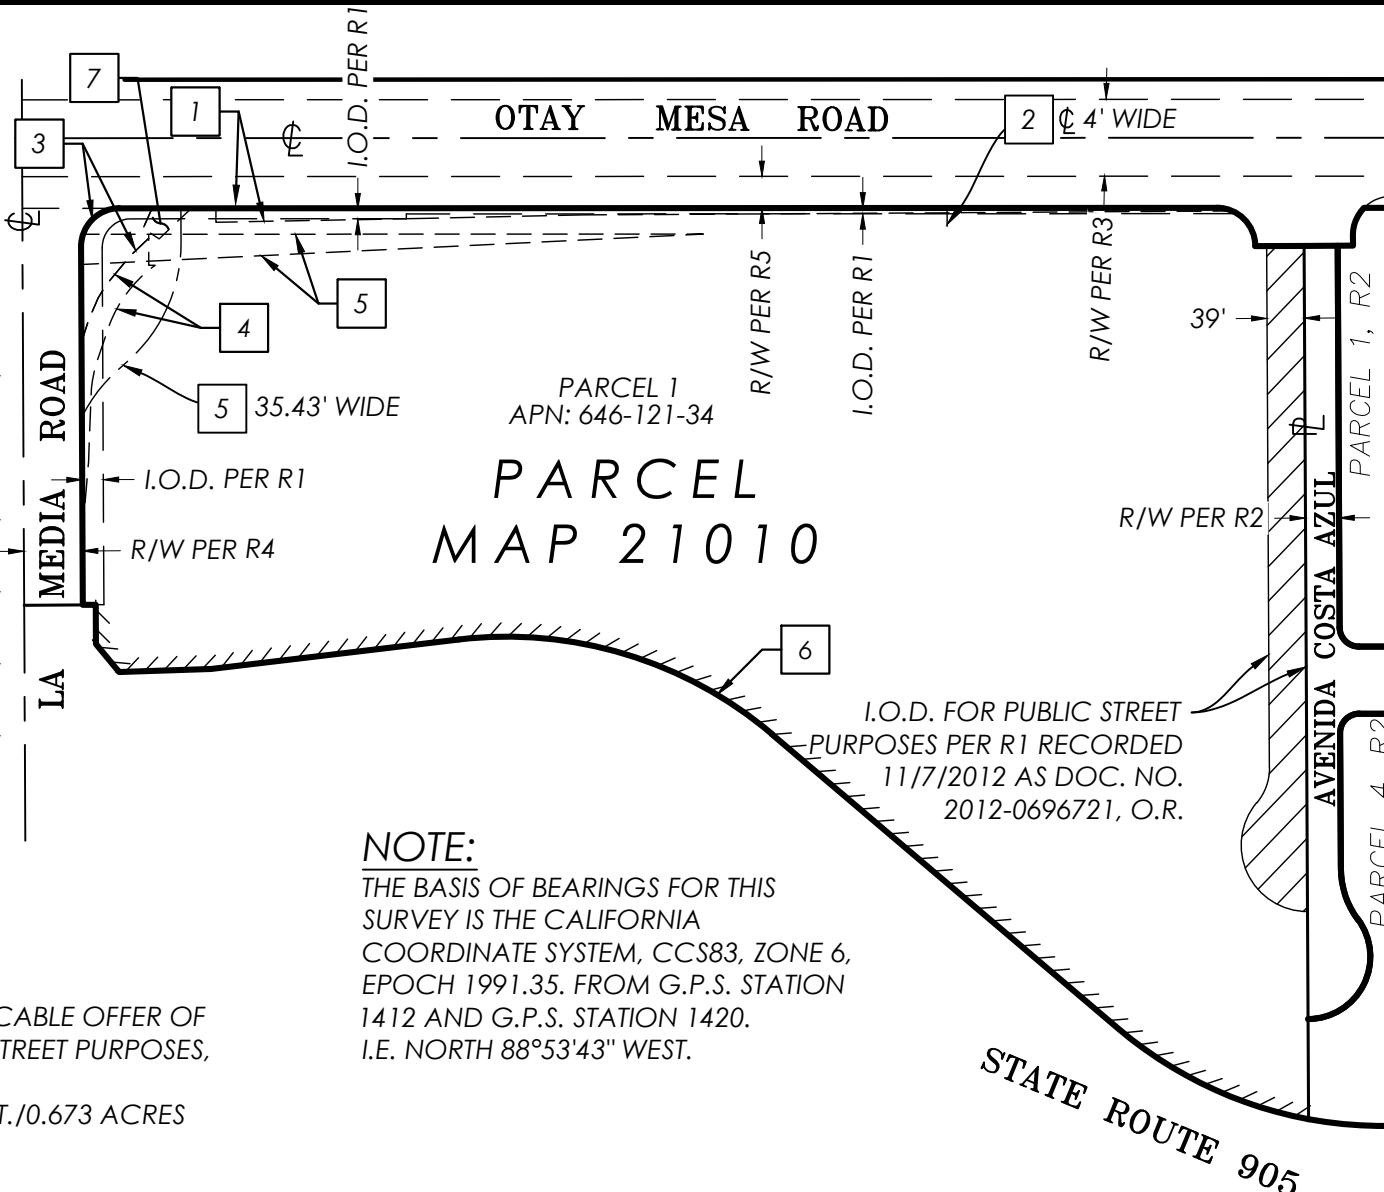 I.O.D. PER R1
7
1
3
℄
OTAY MESA ROAD
2
℄ 4' WIDE
℄
5
4
5 35.43' WIDE
R/W PER R5
I.O.D. PER R1
R/W PER R3
39'
PARCEL 1, R2
PARCEL 1
APN: 646-121-34
PARCEL
MAP 21010
I.O.D. PER R1
R/W PER R4
LA MEDIA ROAD
R/W PER R2
PL
AVENIDA COSTA AZUL
6
I.O.D. FOR PUBLIC STREET
PURPOSES PER R1 RECORDED
11/7/2012 AS DOC. NO.
2012-0696721, O.R.
PARCEL 4, R2
NOTE:
THE BASIS OF BEARINGS FOR THIS
SURVEY IS THE CALIFORNIA
COORDINATE SYSTEM, CCS83, ZONE 6,
EPOCH 1991.35. FROM G.P.S. STATION
1412 AND G.P.S. STATION 1420.
I.E. NORTH 88°53'43" WEST.
CABLE OFFER OF
TREET PURPOSES,
T./0.673 ACRES
STATE ROUTE 905